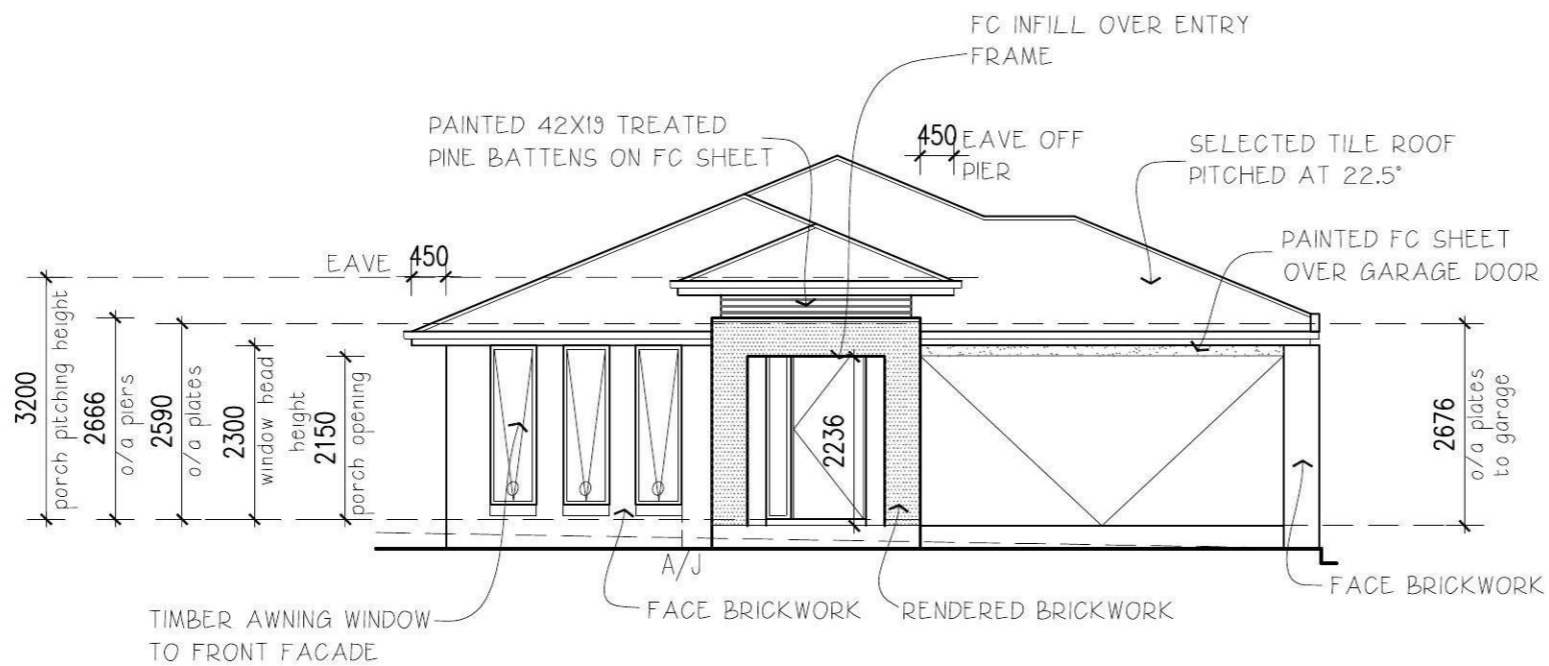 FC INFILL OVER ENTRY
FRAME
PAINTED 42X19 TREATED
PINE BATTENS ON FC SHEET
450 EAVE OFF
PIER
SELECTED TILE ROOF
PITCHED AT 22.5°
PAINTED FC SHEET
OVER GARAGE DOOR
EAVE 450
3200
porch pitching height
2666
o/a piers
2590
o/a plates
2300
window head
height
2150
porch opening
2236
2676
o/a plates
to garage
A/J
TIMBER AWNING WINDOW
TO FRONT FACADE
FACE BRICKWORK
RENDERED BRICKWORK
FACE BRICKWORK